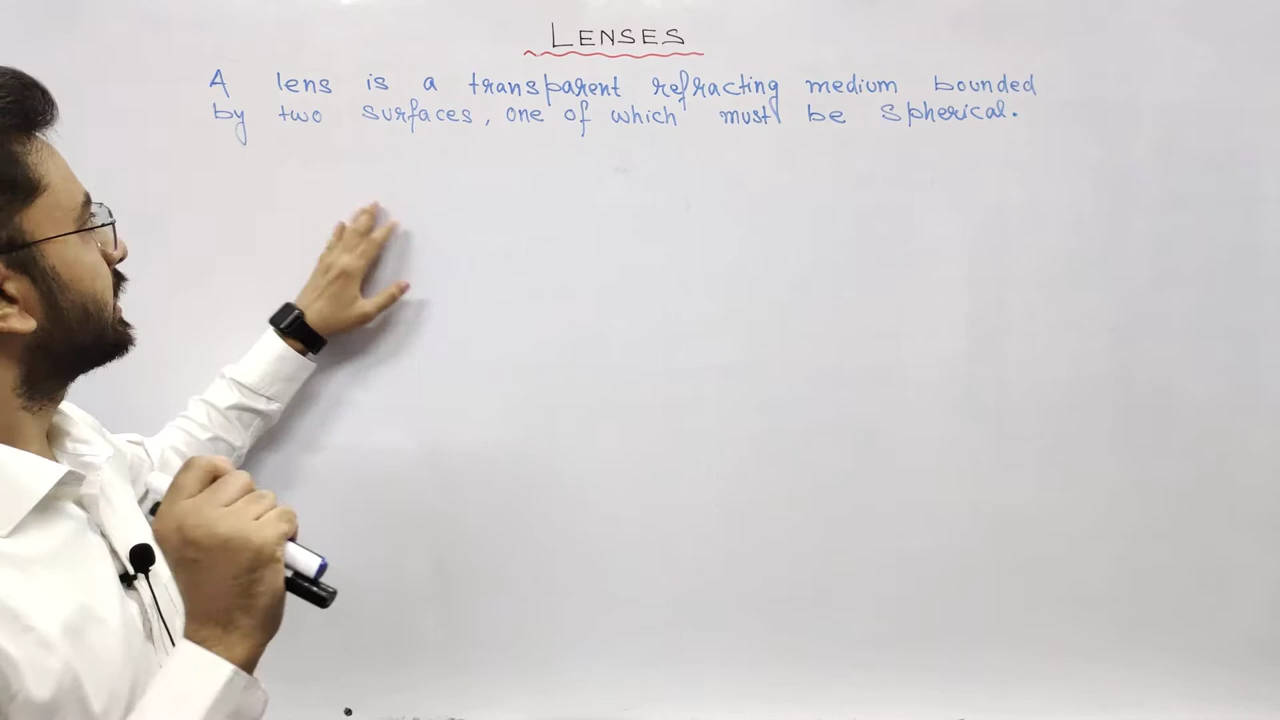 LENSES
A lens is a transparent refracting medium bounded
by two surfaces, one of which must be Spherical.